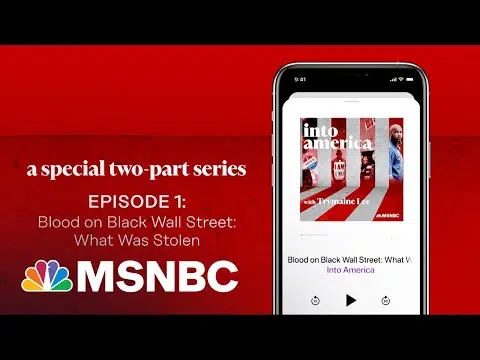 a special two-part series
EPISODE 1:
Blood on Black Wall Street:
What Was Stolen
MSNBC
9:41
into
america
with Trymaine Lee
MSNBC
Blood on Black Wall Street: What W
Into America